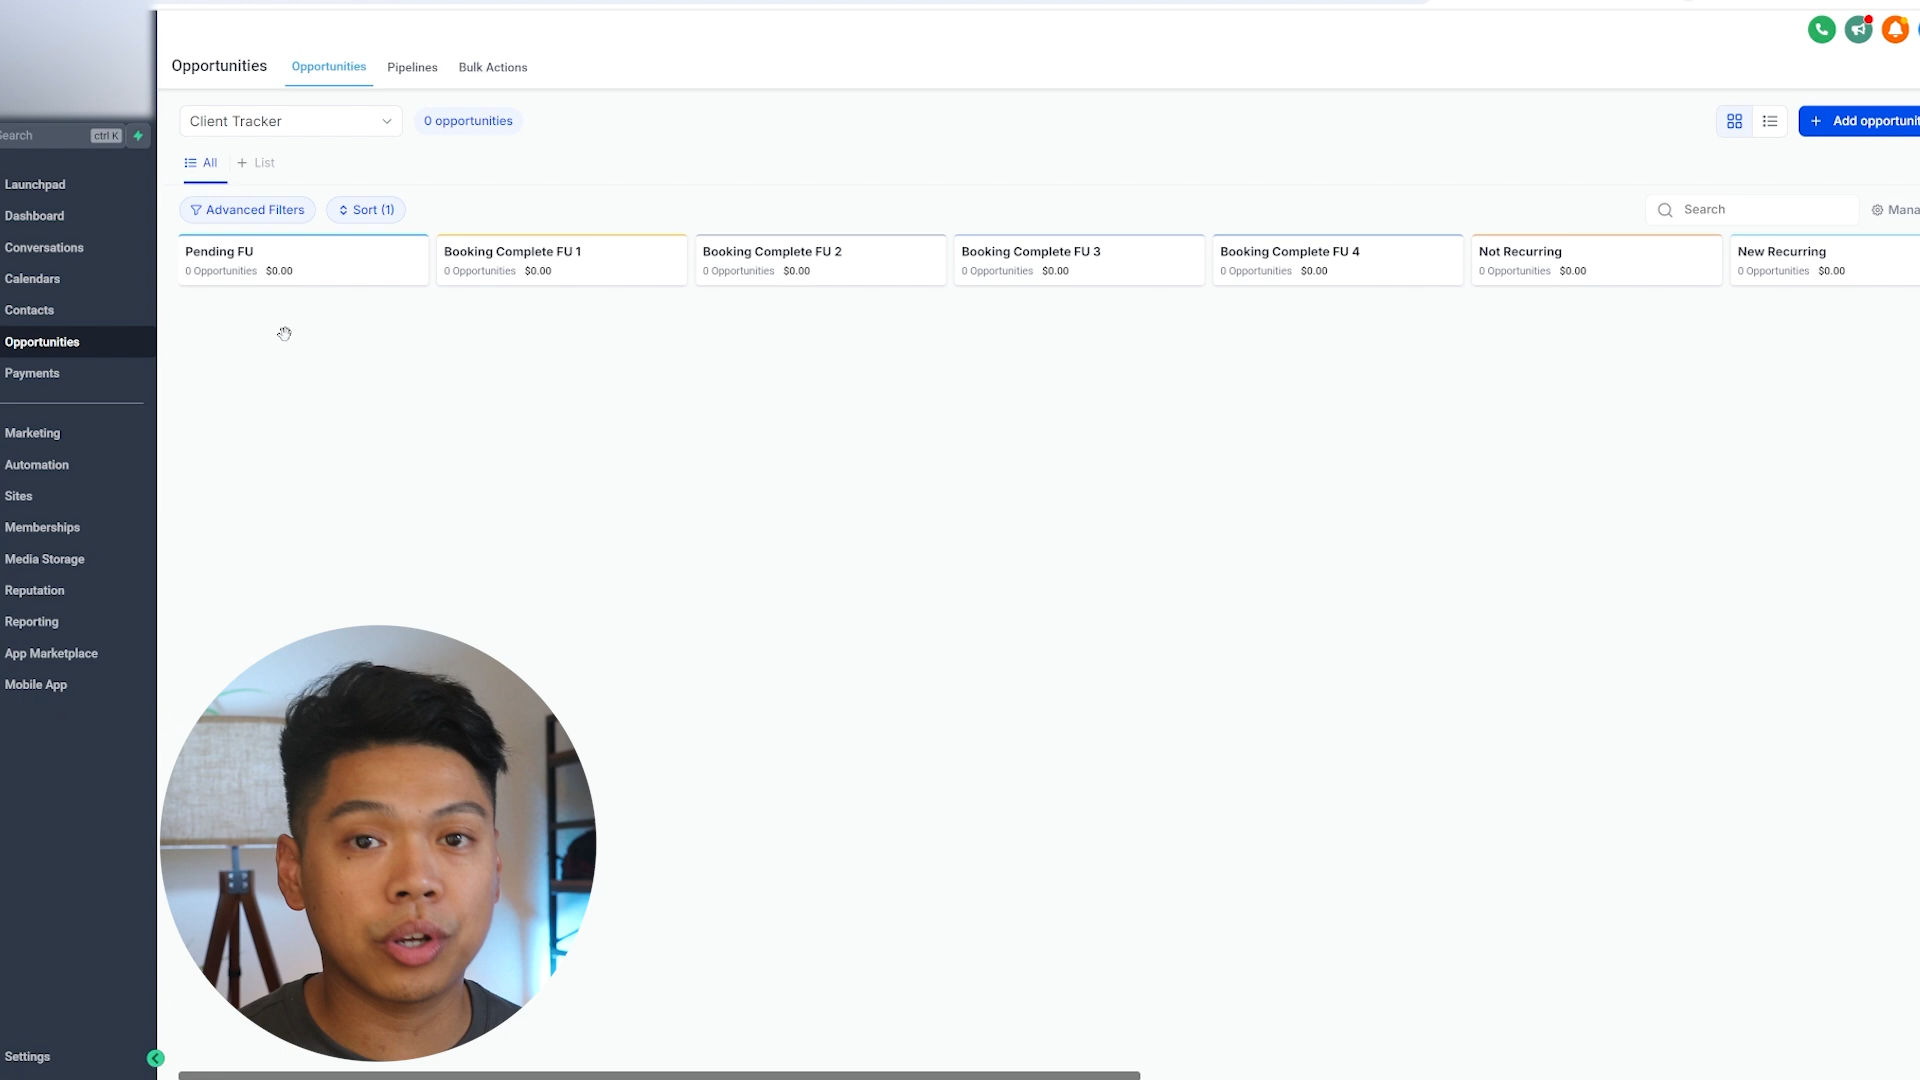 Opportunities
Opportunities
Pipelines
Bulk Actions
Client Tracker
0 opportunities
All
List
Advanced Filters
Sort (1)
Search
Pending FU
0 Opportunities $0.00
Booking Complete FU 1
0 Opportunities $0.00
Booking Complete FU 2
0 Opportunities $0.00
Booking Complete FU 3
0 Opportunities $0.00
Booking Complete FU 4
0 Opportunities $0.00
Not Recurring
0 Opportunities $0.00
New Recurring
0 Opportunities $0.00
+ Add opportunit
Mana
earch
ctrl K
Launchpad
Dashboard
Conversations
Calendars
Contacts
Opportunities
Payments
Marketing
Automation
Sites
Memberships
Media Storage
Reputation
Reporting
App Marketplace
Mobile App
Settings